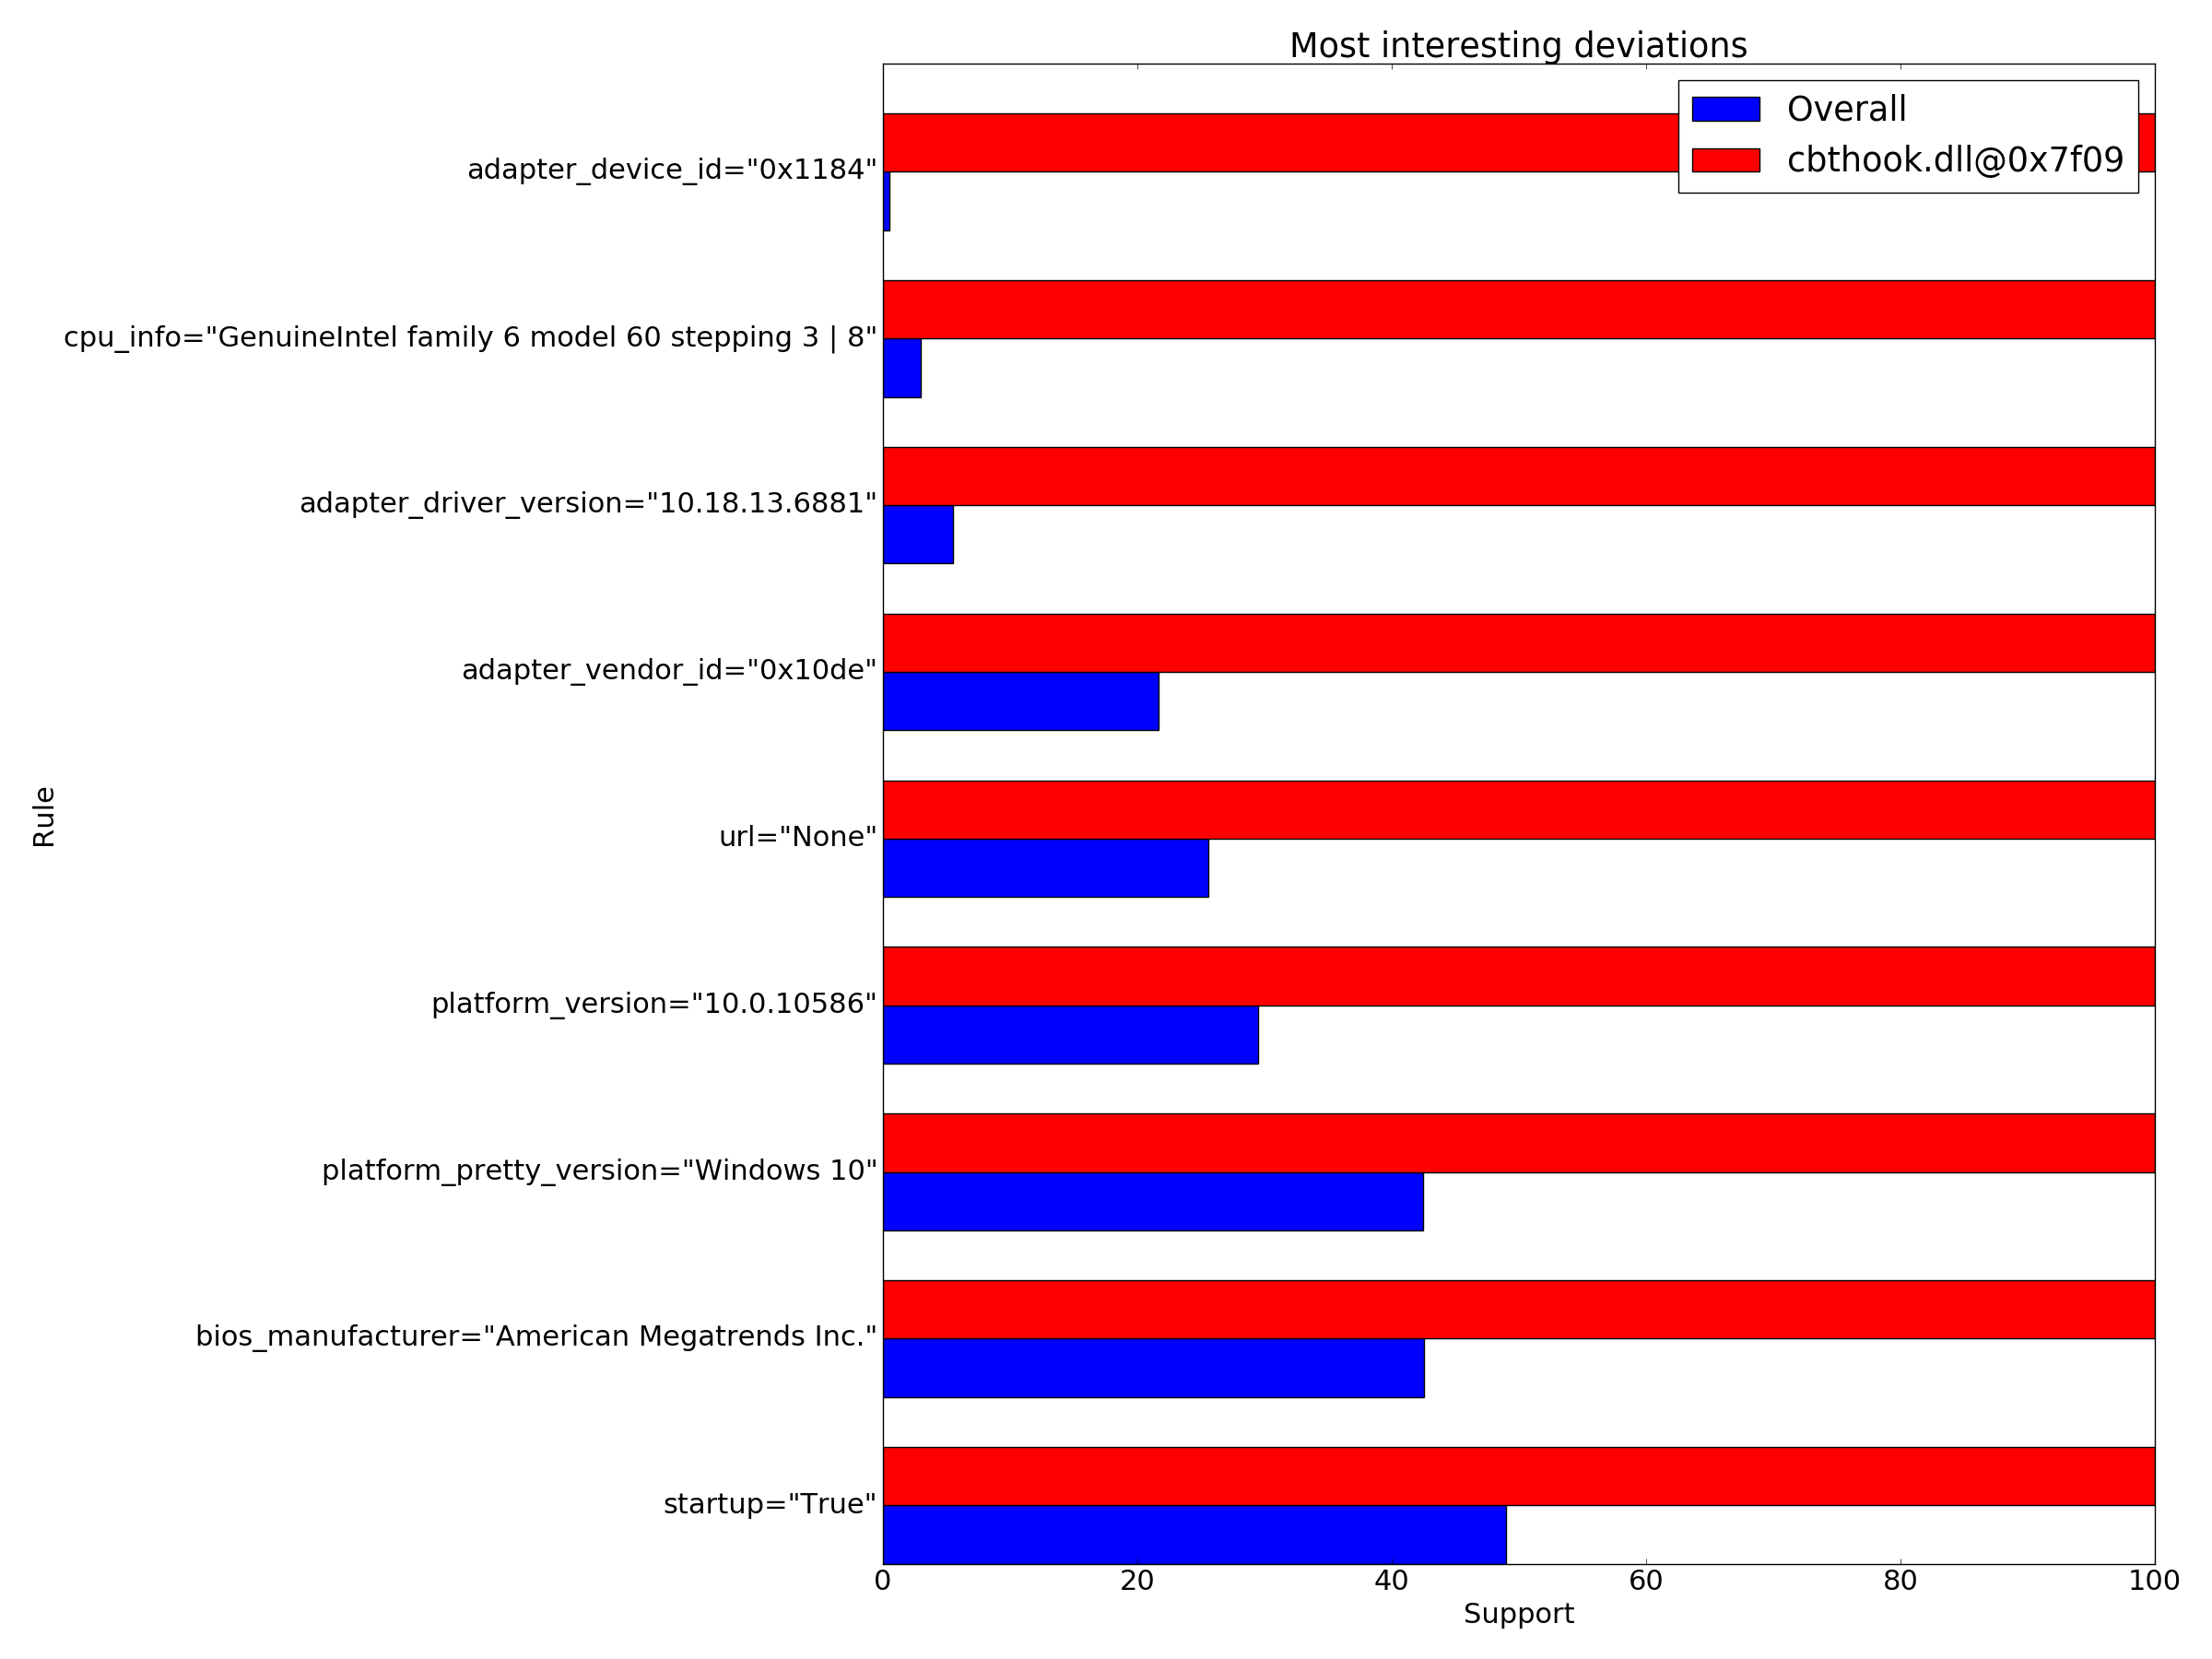 Most interesting deviations
Overall
cbthook.dll@0x7f09
adapter_device_id="0x1184"
cpu_info="GenuineIntel family 6 model 60 stepping 3 | 8"
adapter_driver_version="10.18.13.6881"
adapter_vendor_id="0x10de"
url="None"
Rule
platform_version="10.0.10586"
platform_pretty_version="Windows 10"
bios_manufacturer="American Megatrends Inc."
startup="True"
0 20 40 60 80 100
Support